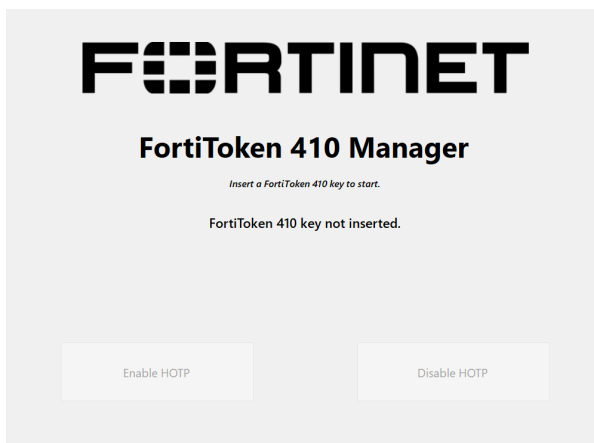 FORTINET
FortiToken 410 Manager
Insert a FortiToken 410 key to start.
FortiToken 410 key not inserted.
Enable HOTP
Disable HOTP